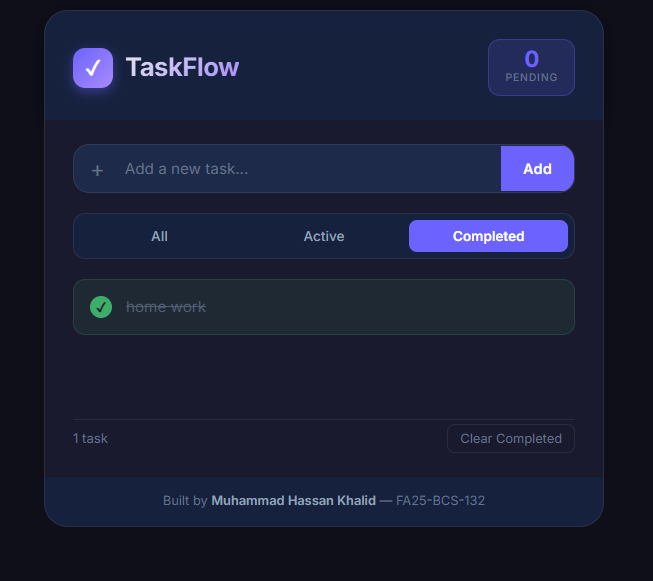 ✓ TaskFlow
0
PENDING
+ Add a new task...
Add
All
Active
Completed
✓ home work
1 task
Clear Completed
Built by Muhammad Hassan Khalid — FA25-BCS-132